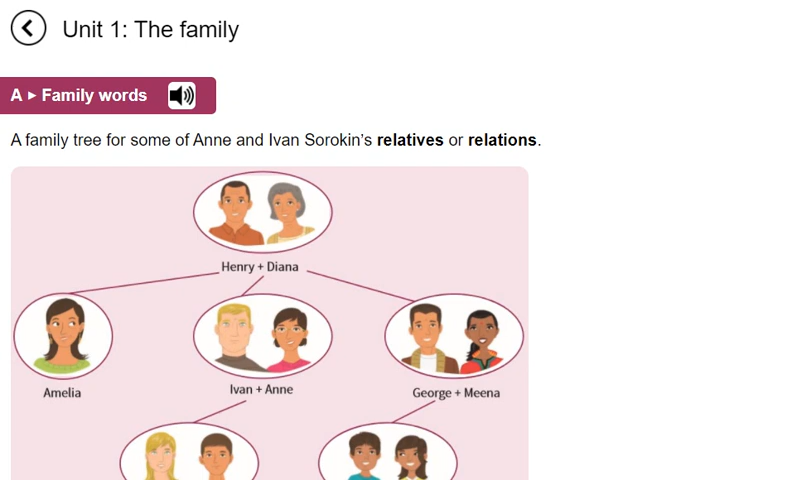 Unit 1: The family
A ▸ Family words
A family tree for some of Anne and Ivan Sorokin's relatives or relations.
Henry + Diana
Amelia
Ivan + Anne
George + Meena